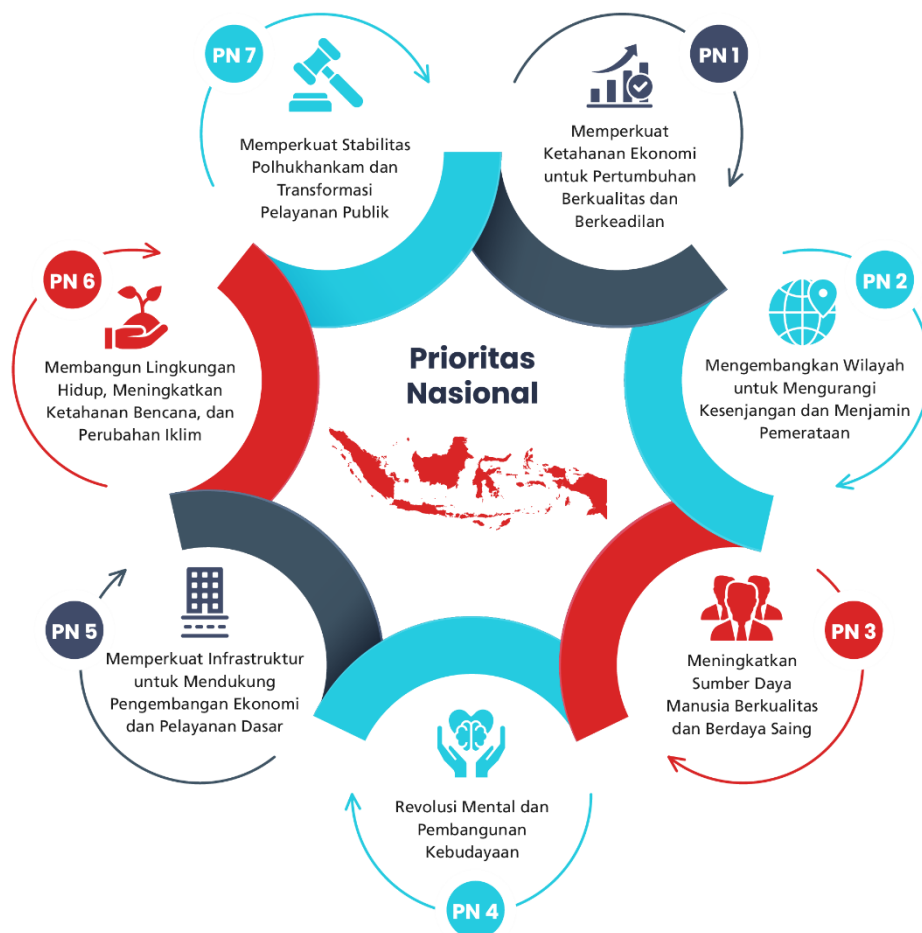 Prioritas
Nasional
PN 1
Memperkuat
Ketahanan Ekonomi
untuk Pertumbuhan
Berkualitas dan
Berkeadilan
PN 2
Mengembangkan Wilayah
untuk Mengurangi
Kesenjangan dan Menjamin
Pemerataan
PN 3
Meningkatkan
Sumber Daya
Manusia Berkualitas
dan Berdaya Saing
PN 4
Revolusi Mental dan
Pembangunan
Kebudayaan
PN 5
Memperkuat Infrastruktur
untuk Mendukung
Pengembangan Ekonomi
dan Pelayanan Dasar
PN 6
Membangun Lingkungan
Hidup, Meningkatkan
Ketahanan Bencana, dan
Perubahan Iklim
PN 7
Memperkuat Stabilitas
Polhukhankam dan
Transformasi
Pelayanan Publik